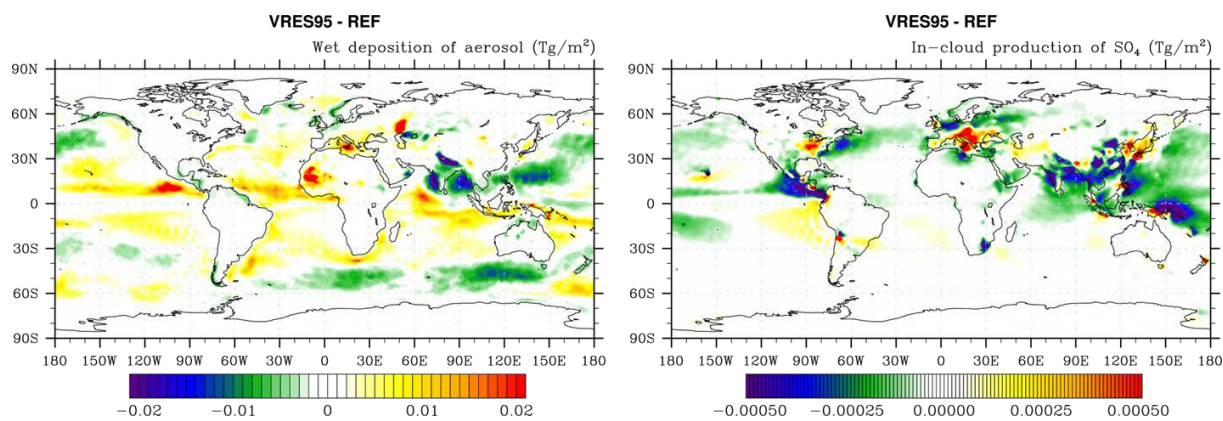 VRES95 - REF
Wet deposition of aerosol (Tg/m²)
90N
60N
30N
0
30S
60S
90S
180 150W 120W 90W 60W 30W 0 30E 60E 90E 120E 150E 180
−0.02 −0.01 0 0.01 0.02
VRES95 - REF
In-cloud production of SO₄ (Tg/m²)
90N
60N
30N
0
30S
60S
90S
180 150W 120W 90W 60W 30W 0 30E 60E 90E 120E 150E 180
−0.00050 −0.00025 0.00000 0.00025 0.00050